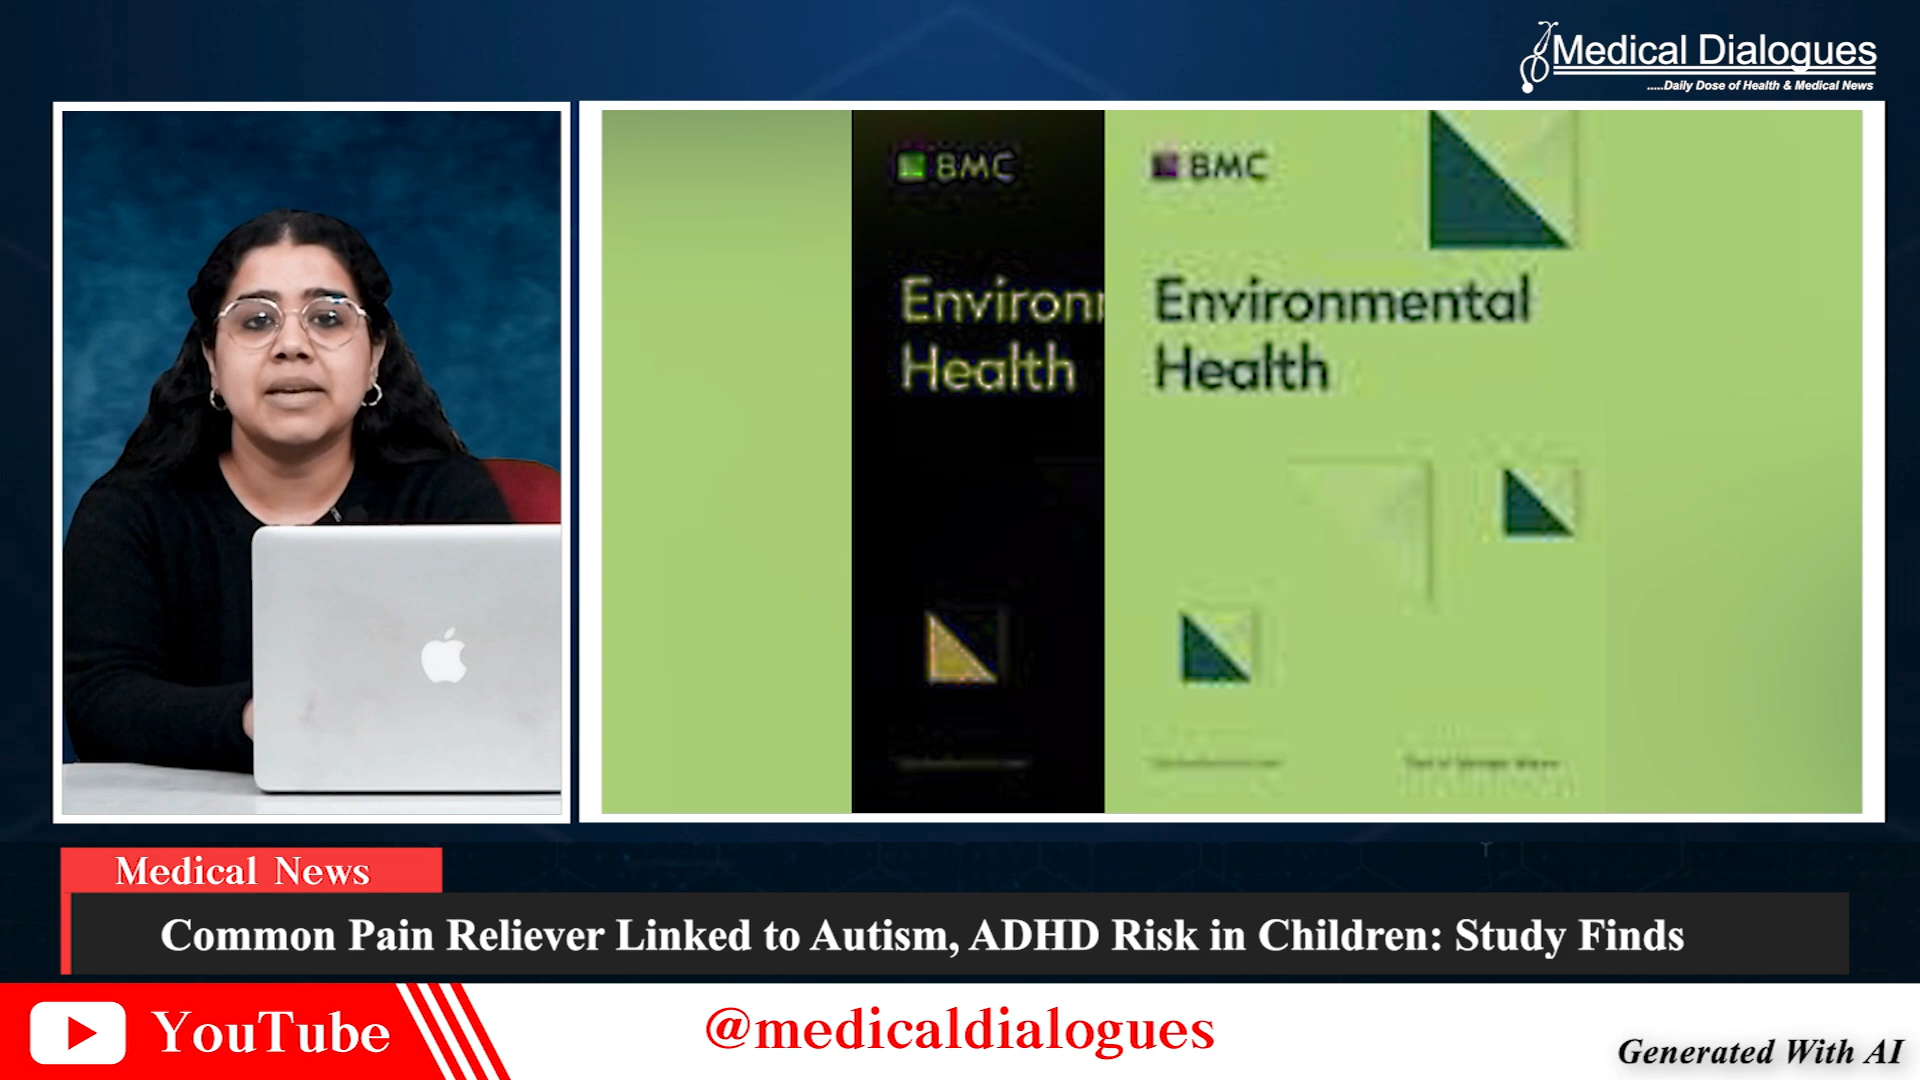 Medical Dialogues
.....Daily Dose of Health & Medical News
BMC
Environ
Health
BMC
Environmental
Health
Medical News
Common Pain Reliever Linked to Autism, ADHD Risk in Children: Study Finds
YouTube
@medicaldialogues
Generated With AI